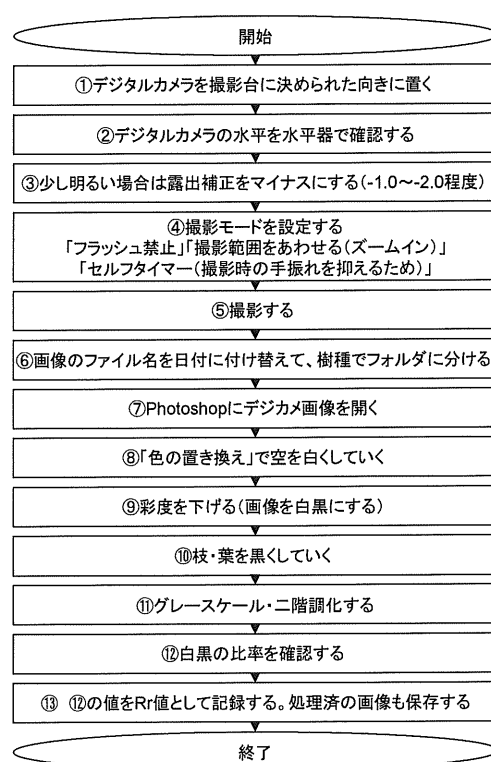 開始
①デジタルカメラを撮影台に決められた向きに置く
②デジタルカメラの水平を水平器で確認する
③少し明るい場合は露出補正をマイナスにする(-1.0～-2.0程度)
④撮影モードを設定する
「フラッシュ禁止」「撮影範囲をあわせる(ズームイン)」
「セルフタイマー(撮影時の手振れを抑えるため)」
⑤撮影する
⑥画像のファイル名を日付に付け替えて、樹種でフォルダに分ける
⑦Photoshopにデジカメ画像を開く
⑧「色の置き換え」で空を白くしていく
⑨彩度を下げる(画像を白黒にする)
⑩枝・葉を黒くしていく
⑪グレースケール・二階調化する
⑫白黒の比率を確認する
⑬ ⑫の値をRr値として記録する。処理済の画像も保存する
終了